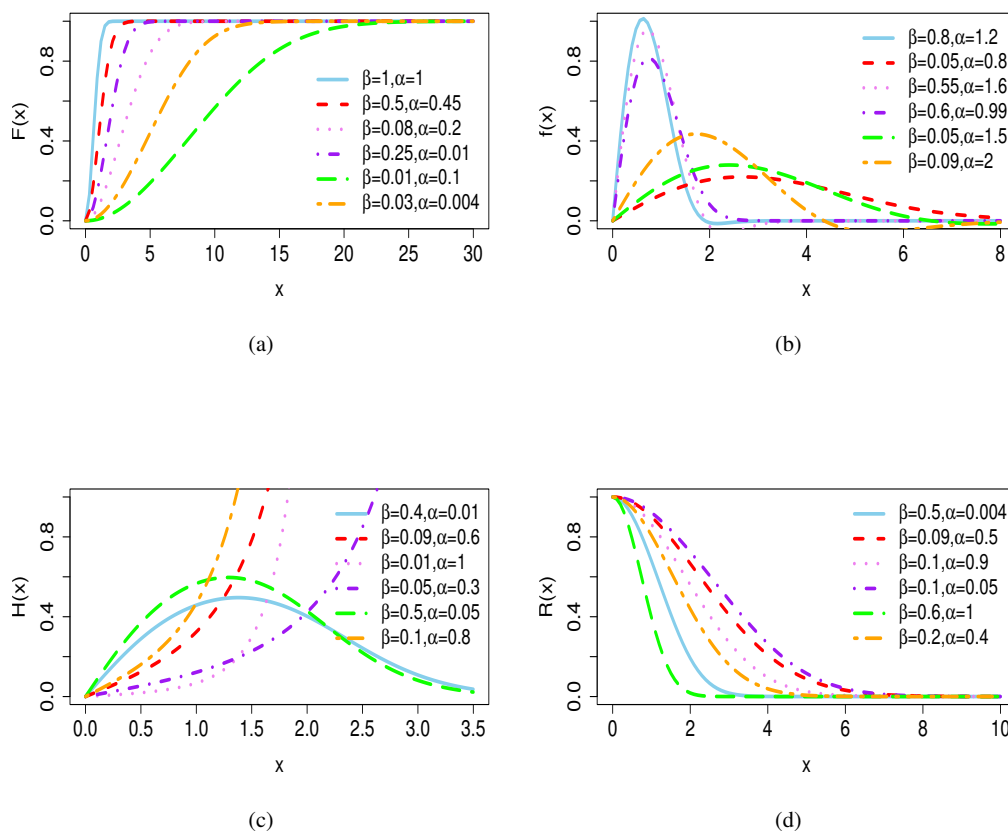 F(x)
0.0 0.4 0.8
β=1,α=1
β=0.5,α=0.45
β=0.08,α=0.2
β=0.25,α=0.01
β=0.01,α=0.1
β=0.03,α=0.004
0 5 10 15 20 25 30
x
(a)
f(x)
0.0 0.4 0.8
β=0.8,α=1.2
β=0.05,α=0.8
β=0.55,α=1.6
β=0.6,α=0.99
β=0.05,α=1.5
β=0.09,α=2
0 2 4 6 8
x
(b)
H(x)
0.0 0.4 0.8
β=0.4,α=0.01
β=0.09,α=0.6
β=0.01,α=1
β=0.05,α=0.3
β=0.5,α=0.05
β=0.1,α=0.8
0.0 0.5 1.0 1.5 2.0 2.5 3.0 3.5
x
(c)
R(x)
0.0 0.4 0.8
β=0.5,α=0.004
β=0.09,α=0.5
β=0.1,α=0.9
β=0.1,α=0.05
β=0.6,α=1
β=0.2,α=0.4
0 2 4 6 8 10
x
(d)